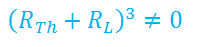 (R_Th + R_L)³ ≠ 0